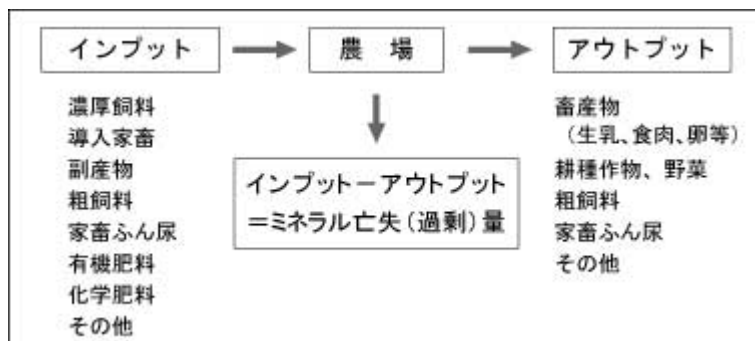 インプット
農 場
アウトプット
濃厚飼料
導入家畜
副産物
粗飼料
家畜ふん尿
有機肥料
化学肥料
その他
インプットーアウトプット
＝ミネラル亡失(過剰)量
畜産物
(生乳、食肉、卵等)
耕種作物、野菜
粗飼料
家畜ふん尿
その他